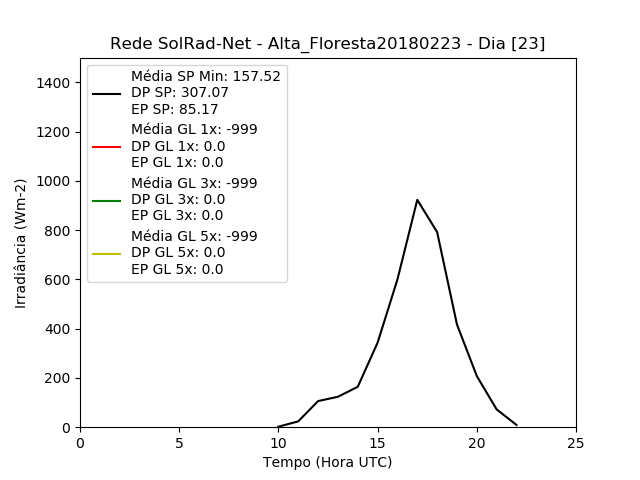 Rede SolRad-Net - Alta_Floresta20180223 - Dia [23]
Média SP Min: 157.52
DP SP: 307.07
EP SP: 85.17
Média GL 1x: -999
DP GL 1x: 0.0
EP GL 1x: 0.0
Média GL 3x: -999
DP GL 3x: 0.0
EP GL 3x: 0.0
Média GL 5x: -999
DP GL 5x: 0.0
EP GL 5x: 0.0
1400
1200
1000
800
600
400
200
0
Irradiância (Wm-2)
0 5 10 15 20 25
Tempo (Hora UTC)